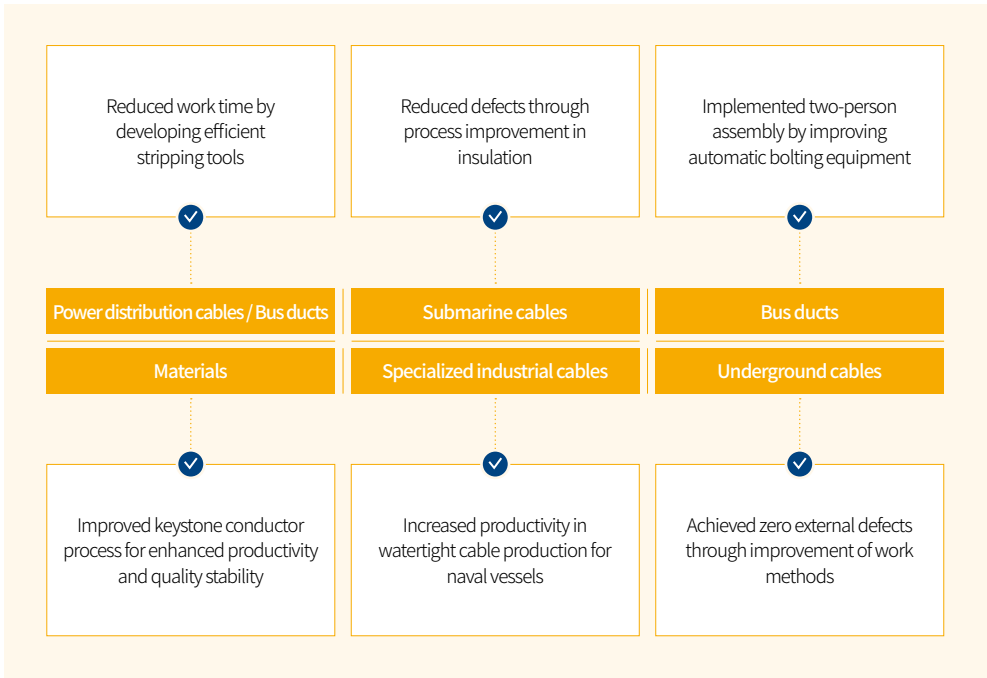 Reduced work time by
developing efficient
stripping tools
Reduced defects through
process improvement in
insulation
Implemented two-person
assembly by improving
automatic bolting equipment
Power distribution cables / Bus ducts
Submarine cables
Bus ducts
Materials
Specialized industrial cables
Underground cables
Improved keystone conductor
process for enhanced productivity
and quality stability
Increased productivity in
watertight cable production for
naval vessels
Achieved zero external defects
through improvement of work
methods